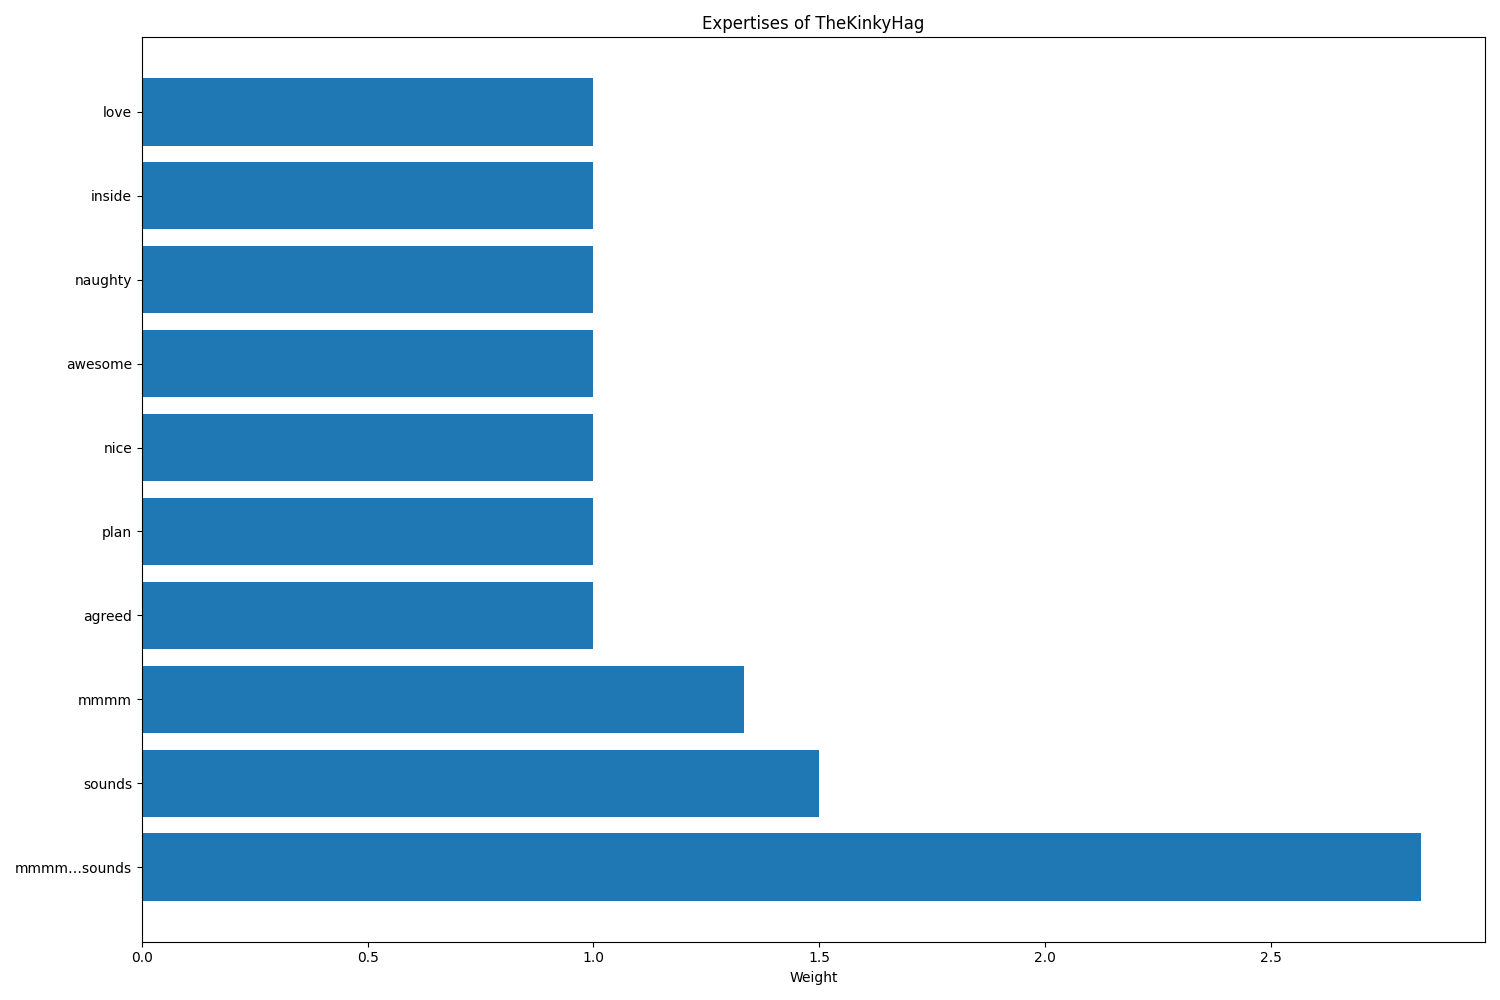 Expertises of TheKinkyHag
love
inside
naughty
awesome
nice
plan
agreed
mmmm
sounds
mmmm…sounds
0.0 0.5 1.0 1.5 2.0 2.5
Weight